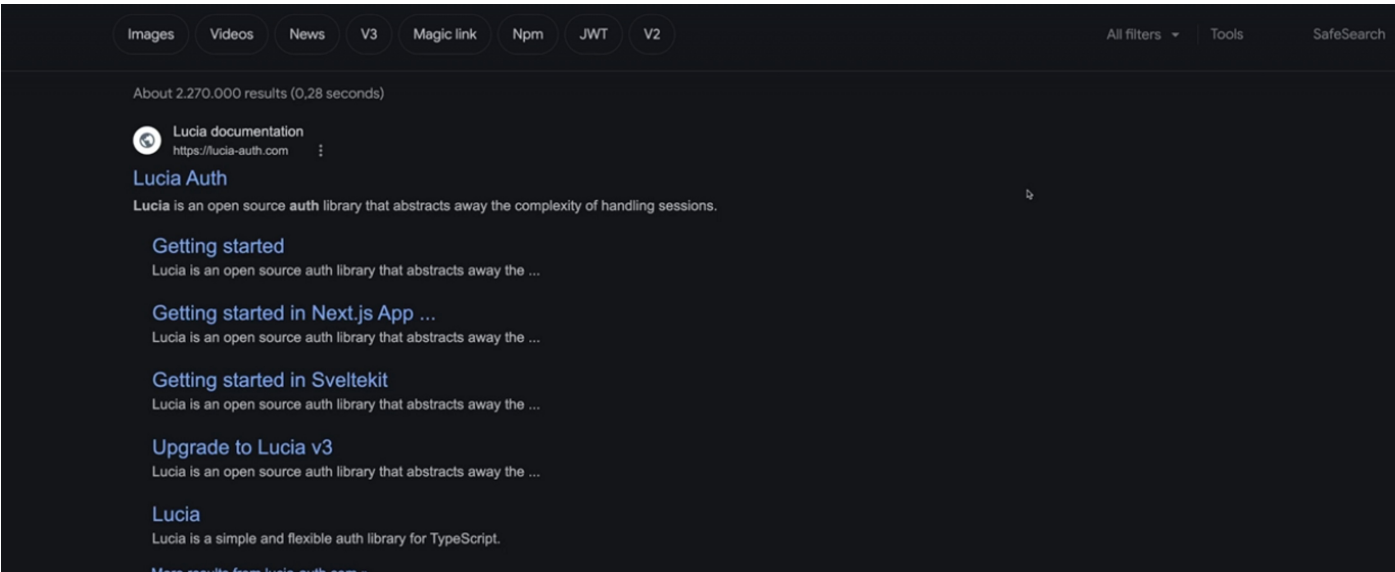 Images Videos News V3 Magic link Npm JWT V2 All filters Tools SafeSearch
About 2.270.000 results (0,28 seconds)
Lucia documentation
https://lucia-auth.com
Lucia Auth
Lucia is an open source auth library that abstracts away the complexity of handling sessions.
Getting started
Lucia is an open source auth library that abstracts away the ...
Getting started in Next.js App ...
Lucia is an open source auth library that abstracts away the ...
Getting started in Sveltekit
Lucia is an open source auth library that abstracts away the ...
Upgrade to Lucia v3
Lucia is an open source auth library that abstracts away the ...
Lucia
Lucia is a simple and flexible auth library for TypeScript.
More results from lucia-auth.com